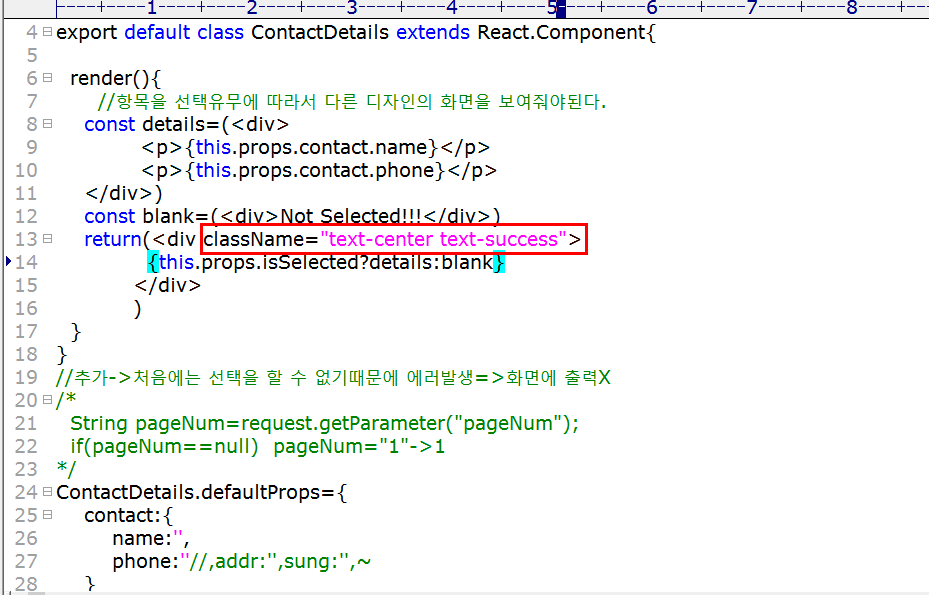 ----+----1----+----2----+----3----+----4----+----5----+----6----+----7----+----8----+--
4 export default class ContactDetails extends React.Component{
5
6 render(){
7 //항목을 선택유무에 따라서 다른 디자인의 화면을 보여줘야된다.
8 const details=(<div>
9 <p>{this.props.contact.name}</p>
10 <p>{this.props.contact.phone}</p>
11 </div>)
12 const blank=(<div>Not Selected!!!</div>)
13 return(<div className="text-center text-success">
14 {this.props.isSelected?details:blank}
15 </div>
16 )
17 }
18 }
19 //추가->처음에는 선택을 할 수 없기때문에 에러발생=>화면에 출력X
20 /*
21 String pageNum=request.getParameter("pageNum");
22 if(pageNum==null) pageNum="1"->1
23 */
24 ContactDetails.defaultProps={
25 contact:{
26 name:'',
27 phone:''//,addr:'',sung:'',~
28 }